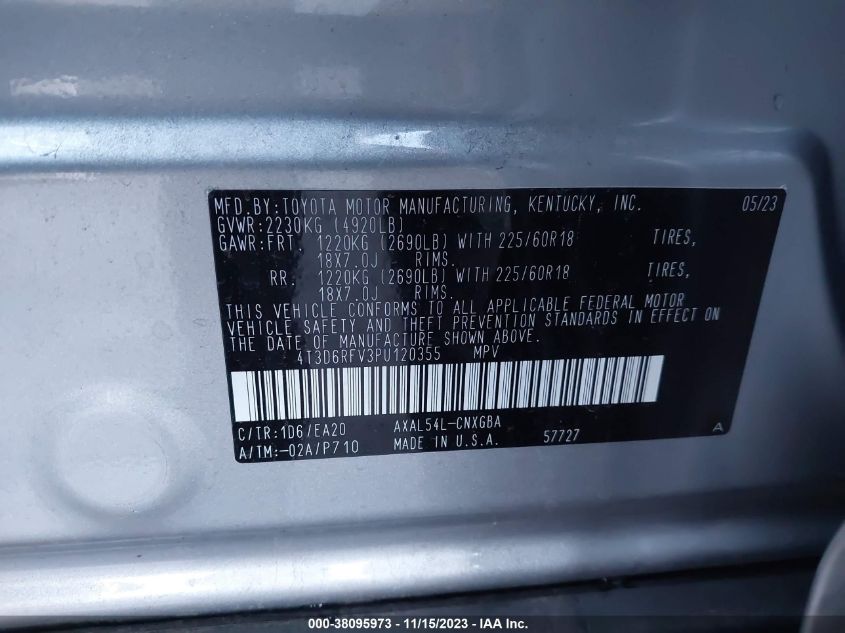 MFD.BY:TOYOTA MOTOR MANUFACTURING, KENTUCKY, INC. 05/23
GVWR:2230KG (4920LB)
GAWR:FRT. 1220KG (2690LB) WITH 225/60R18 TIRES,
18X7.0J - RIMS.
RR. 1220KG (2690LB) WITH 225/60R18 TIRES,
18X7.0J - RIMS.
THIS VEHICLE CONFORMS TO ALL APPLICABLE FEDERAL MOTOR
VEHICLE SAFETY AND THEFT PREVENTION STANDARDS IN EFFECT ON
THE DATE OF MANUFACTURE SHOWN ABOVE.
4T3D6RFV3PU120355 MPV
C/TR:1D6/EA20 AXAL54L-CNXGBA
A/TM:-02A/P710 MADE IN U.S.A. 57727 A
000-38095973 - 11/15/2023 - IAA Inc.